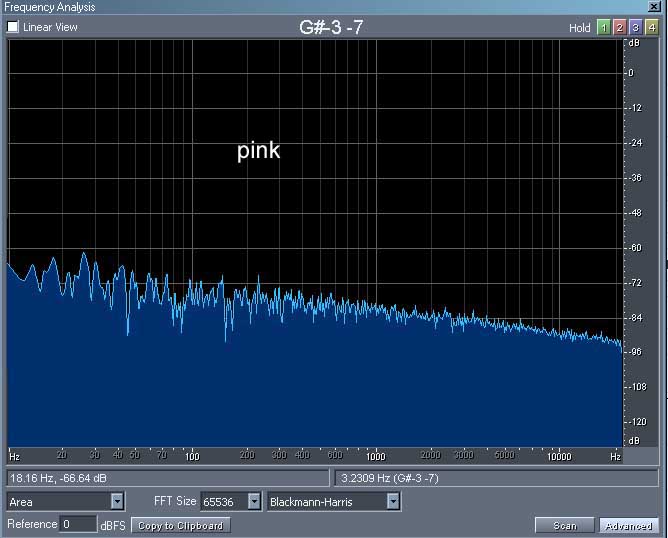 Frequency Analysis
Linear View
G#-3 -7
Hold 1 2 3 4
dB
0
-12
-24
pink
-36
-48
-60
-72
-84
-96
-108
-120
dB
Hz 20 30 40 50 70 100 200 300 400 600 1000 2000 3000 10000 Hz
18.16 Hz, -66.64 dB
3.2309 Hz (G#-3 -7)
Area
FFT Size 65536
Blackmann-Harris
Reference 0 dBFS
Copy to Clipboard
Scan
Advanced